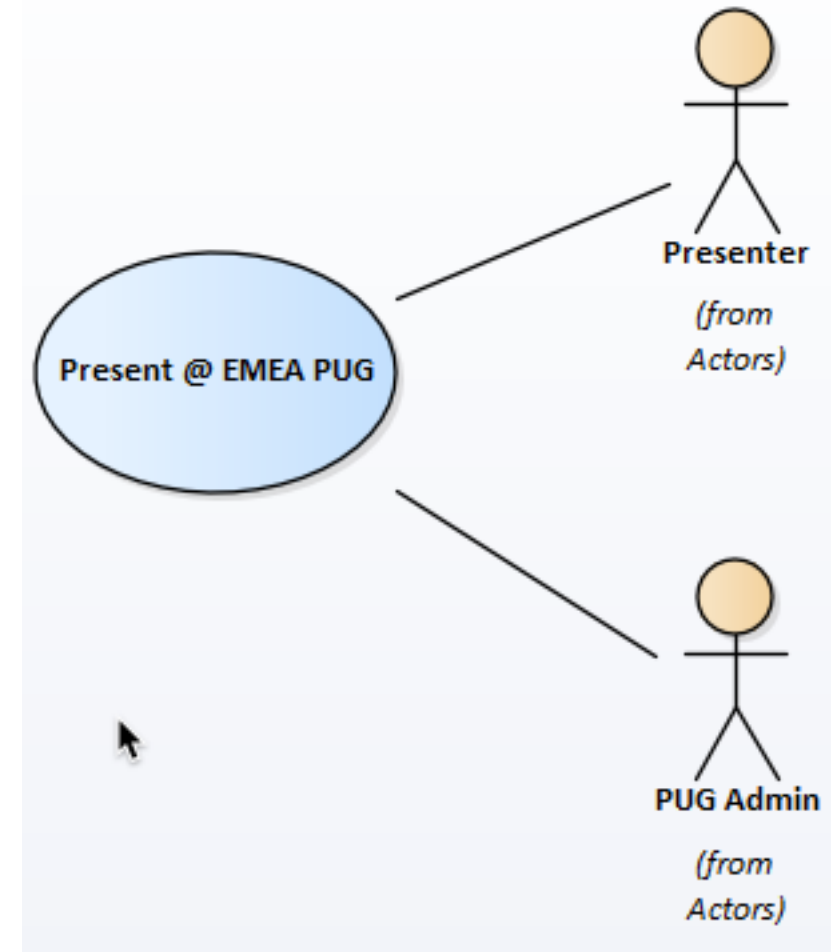 Presenter
(from
Actors)
Present @ EMEA PUG
PUG Admin
(from
Actors)